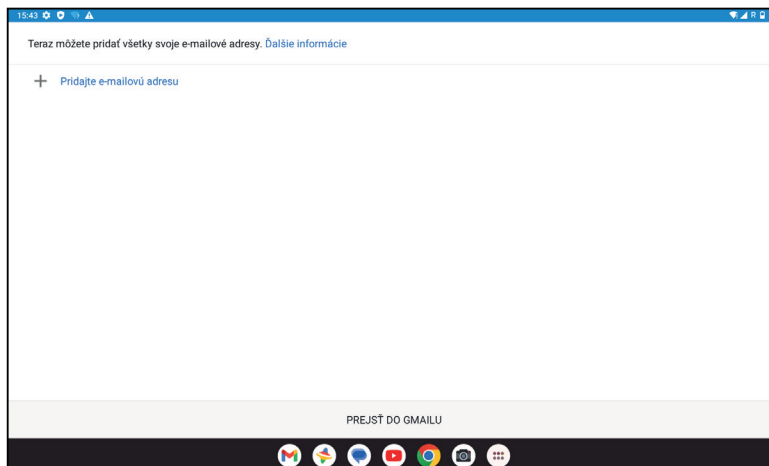 15:43
R
Teraz môžete pridať všetky svoje e-mailové adresy. Ďalšie informácie
Pridajte e-mailovú adresu
PREJSŤ DO GMAILU